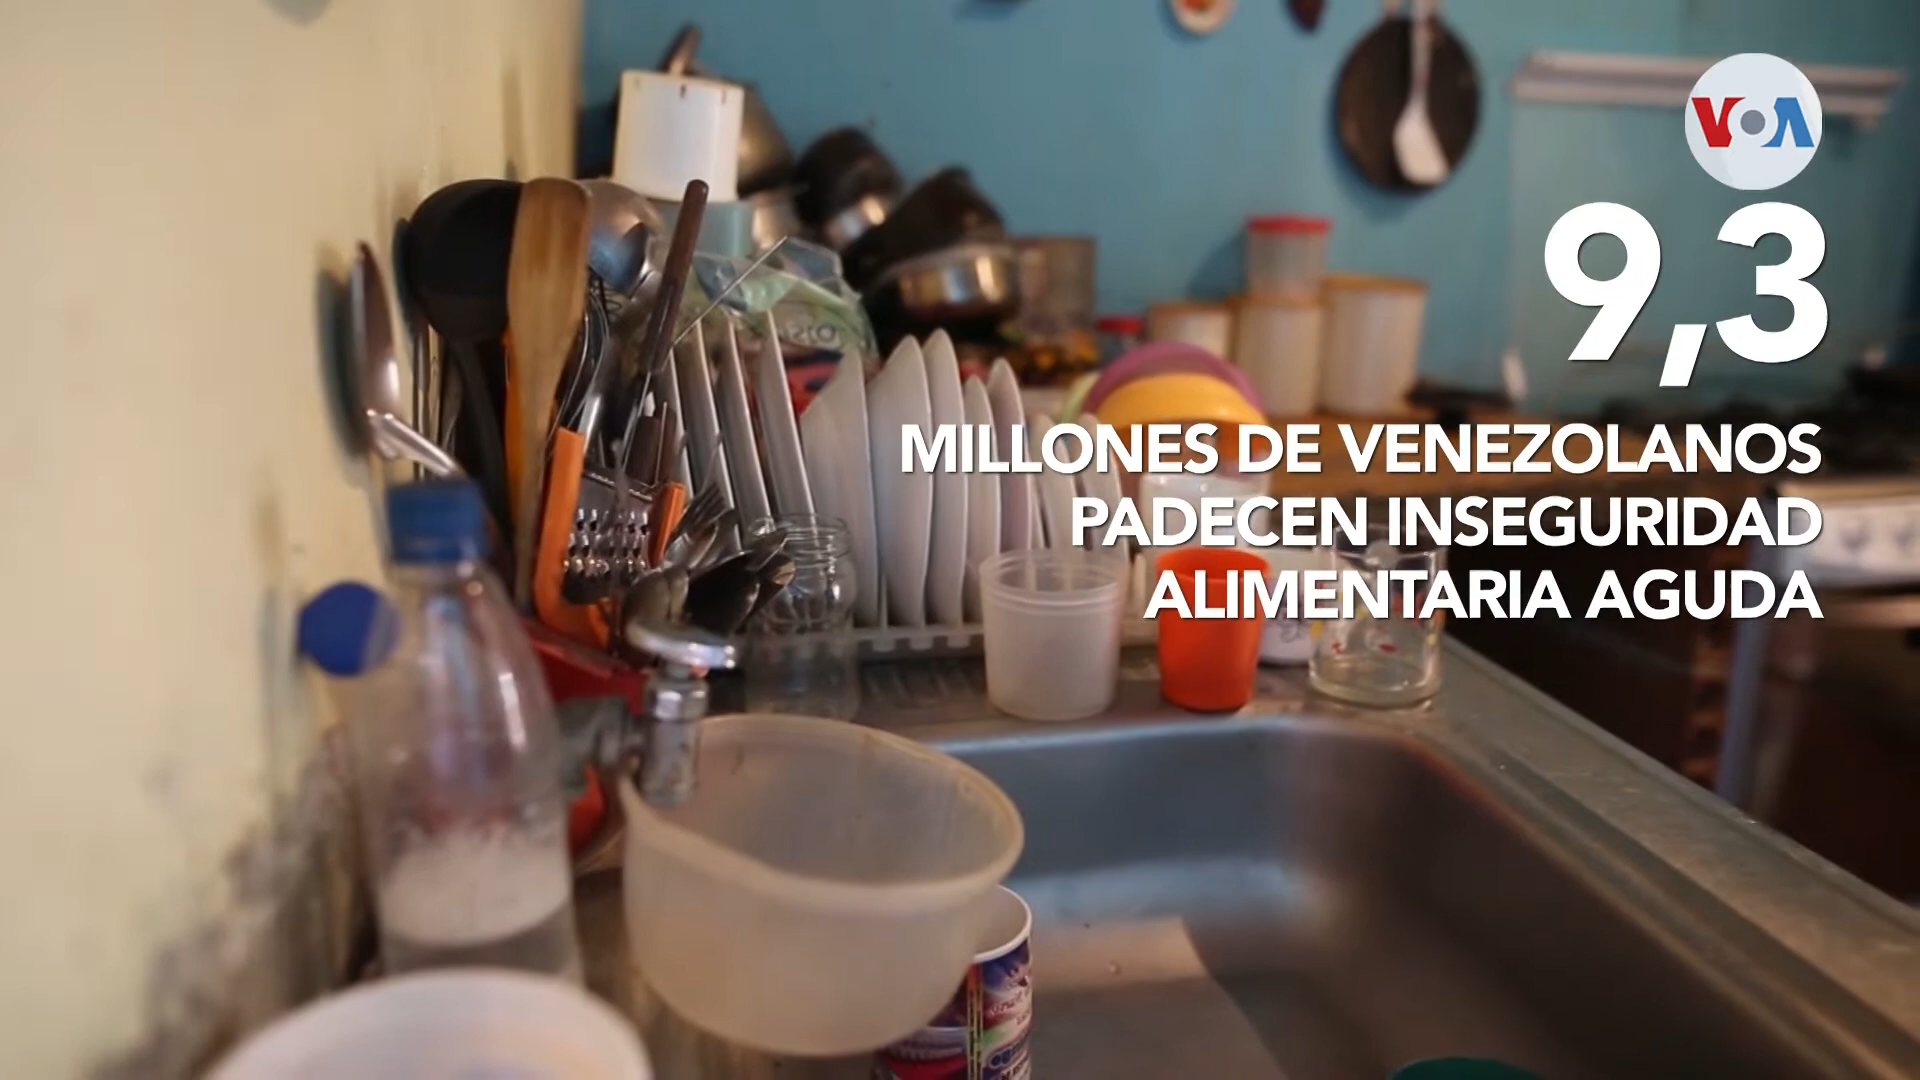 VOA
9,3
MILLONES DE VENEZOLANOS
PADECEN INSEGURIDAD
ALIMENTARIA AGUDA